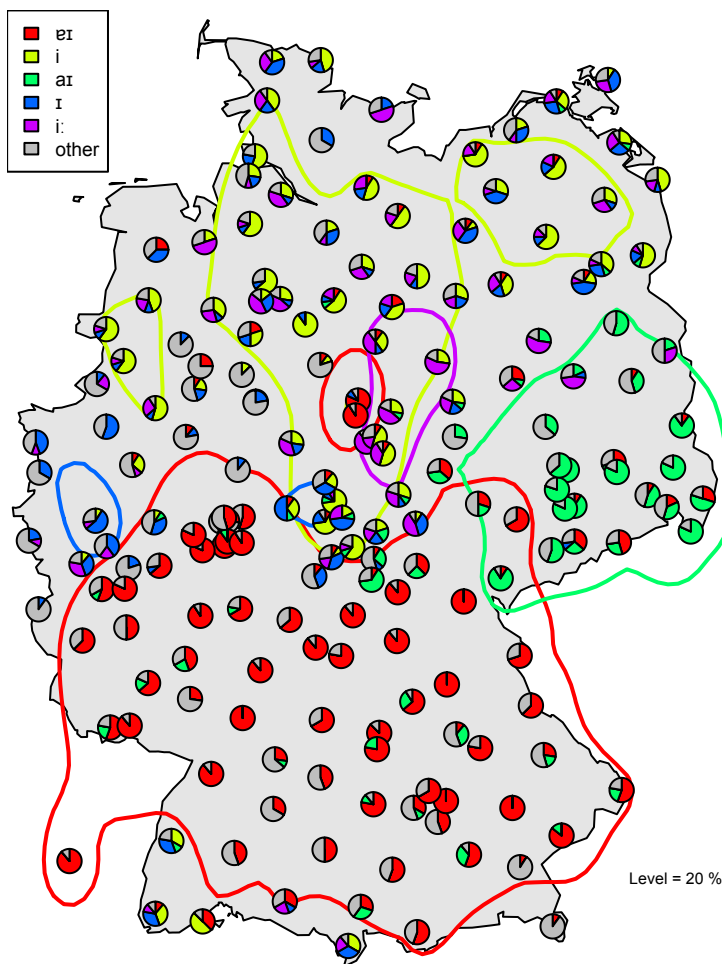 ɐɪ
i
aɪ
ɪ
iː
other
Level = 20 %